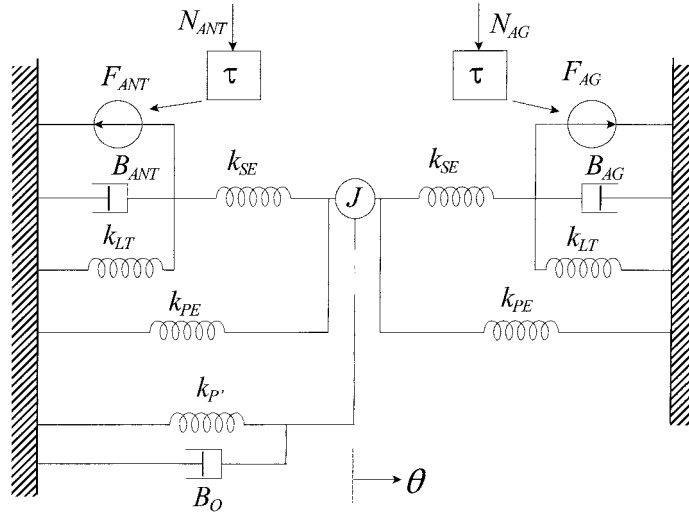 N_ANT N_AG
F_ANT τ τ F_AG
B_ANT k_SE k_SE B_AG
J
k_LT k_LT
k_PE k_PE
k_P'
B_O θ